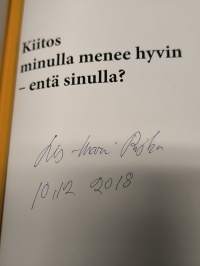 Kiitos
minulla menee hyvin
– entä sinulla?
10.12 2018